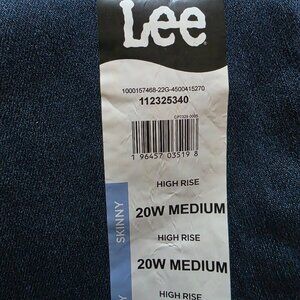 Lee
1000157468-22G-4500415270
112325340
1 96457 03519 8
HIGH RISE
20W MEDIUM
SKINNY
HIGH RISE
20W MEDIUM
HIGH RISE